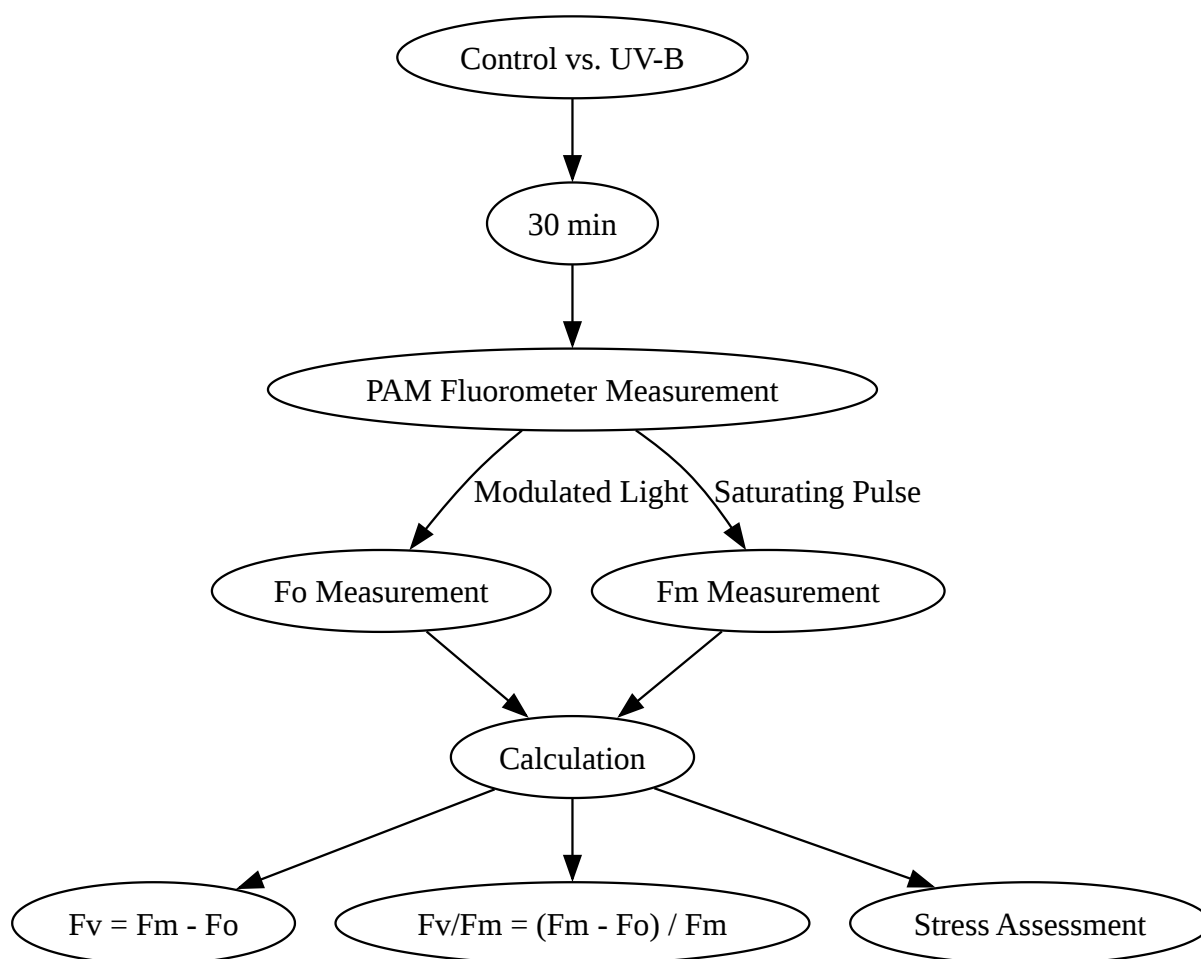 Control vs. UV-B
30 min
PAM Fluorometer Measurement
Modulated Light
Saturating Pulse
Fo Measurement
Fm Measurement
Calculation
Fv = Fm - Fo
Fv/Fm = (Fm - Fo) / Fm
Stress Assessment